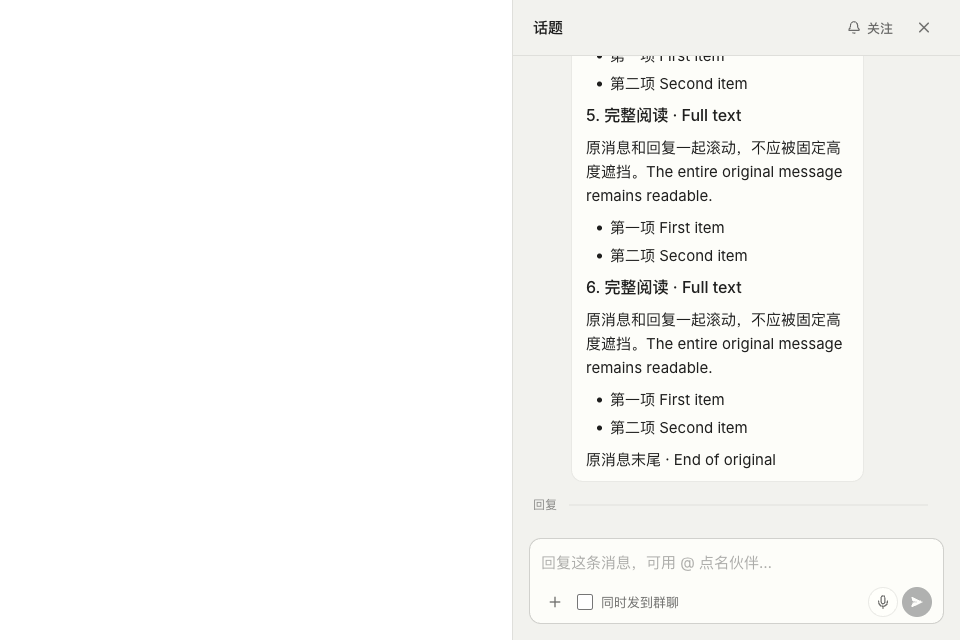 话题
关注
第二项 Second item
5. 完整阅读 · Full text
原消息和回复一起滚动，不应被固定高
度遮挡。The entire original message
remains readable.
第一项 First item
第二项 Second item
6. 完整阅读 · Full text
原消息和回复一起滚动，不应被固定高
度遮挡。The entire original message
remains readable.
第一项 First item
第二项 Second item
原消息末尾 · End of original
回复
回复这条消息，可用 @ 点名伙伴...
同时发到群聊